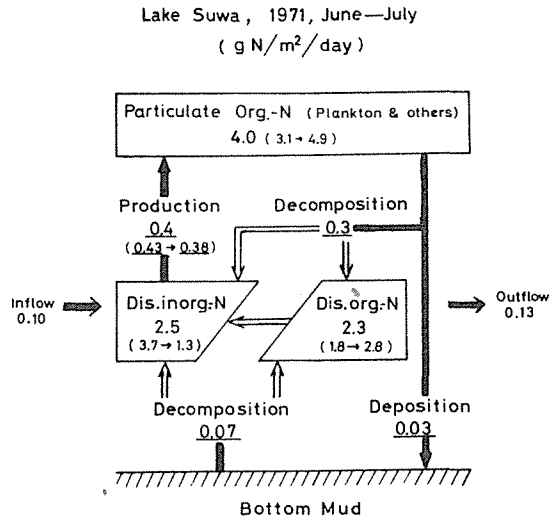 Lake Suwa, 1971, June—July
(g N/m²/day)
Particulate Org.-N (Plankton & others)
4.0 (3.1→4.9)
Production
0.4
(0.43→0.38)
Decomposition
0.3
Inflow
0.10
Dis.inorg.-N
2.5
(3.7→1.3)
Dis.org.-N
2.3
(1.8→2.8)
Outflow
0.13
Decomposition
0.07
Deposition
0.03
Bottom Mud